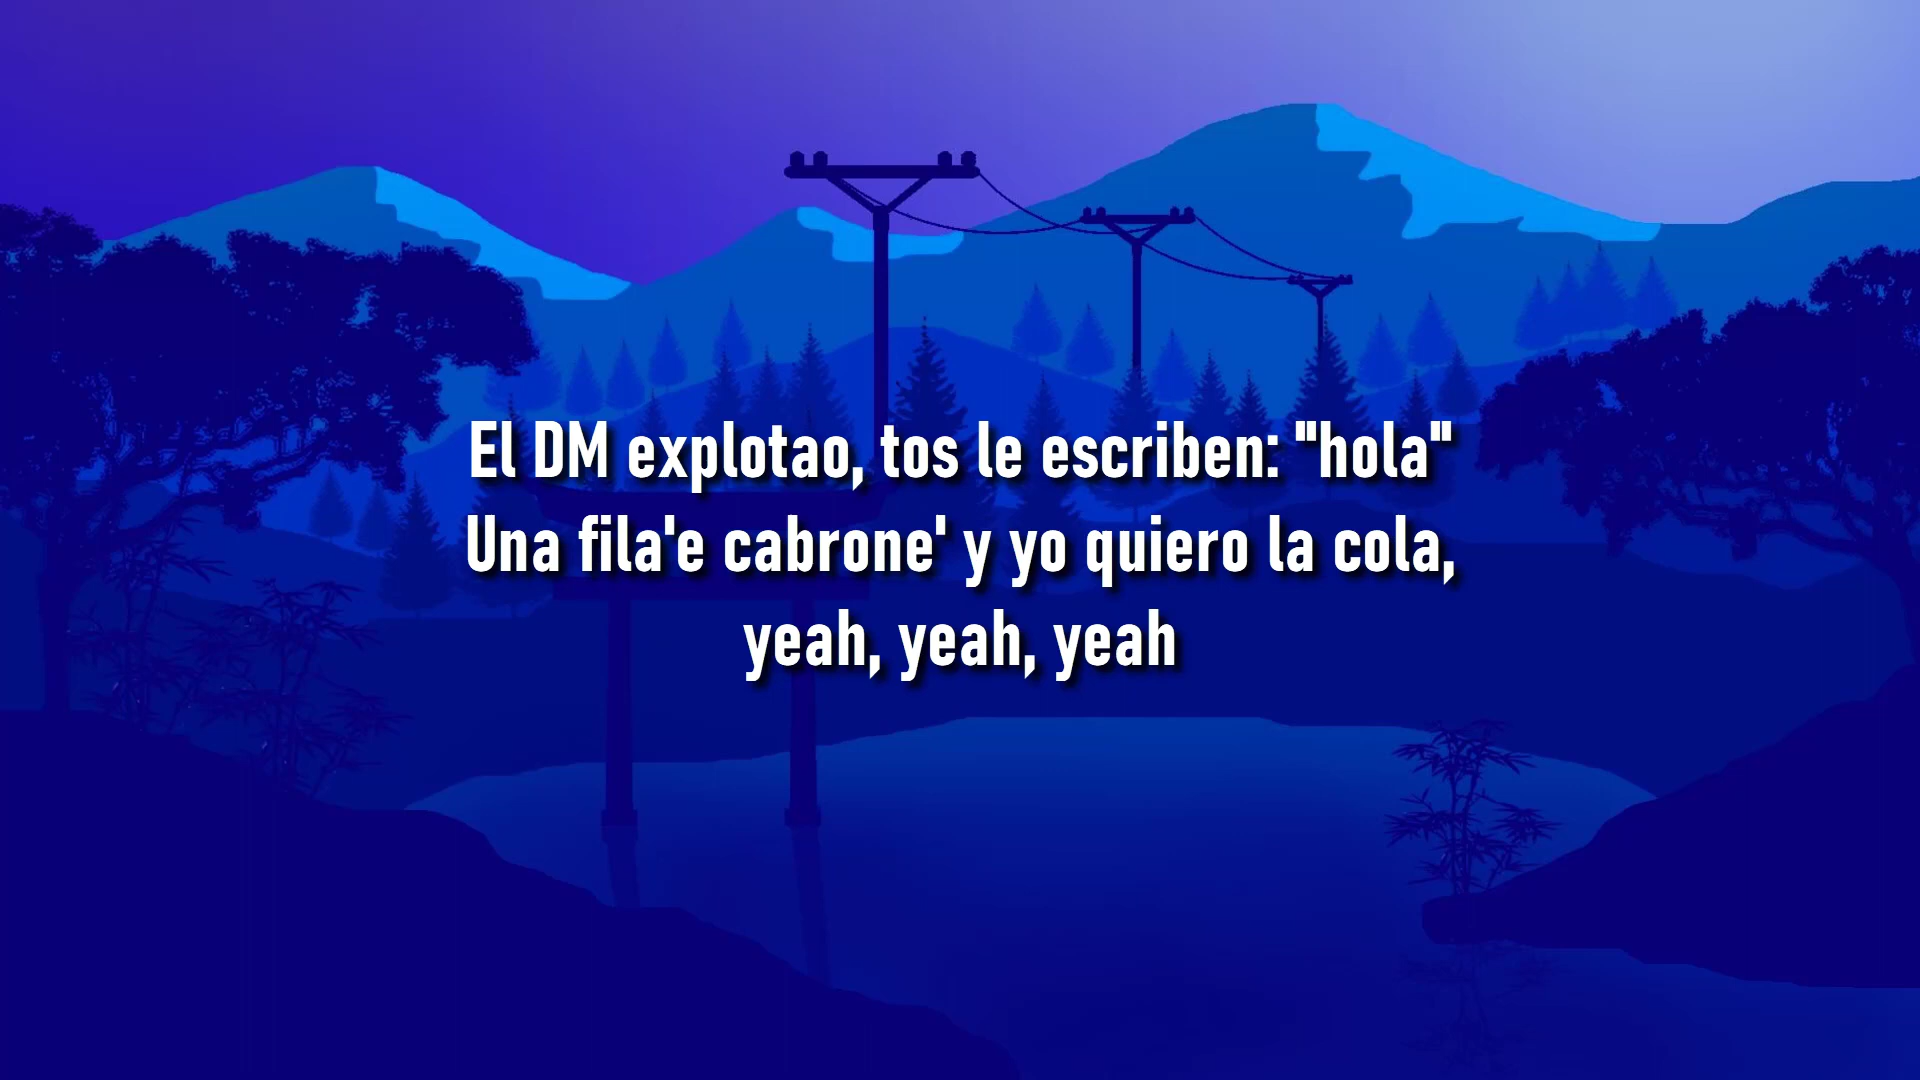 El DM explotao, tos le escriben: "hola"
Una fila'e cabrone' y yo quiero la cola,
yeah, yeah, yeah